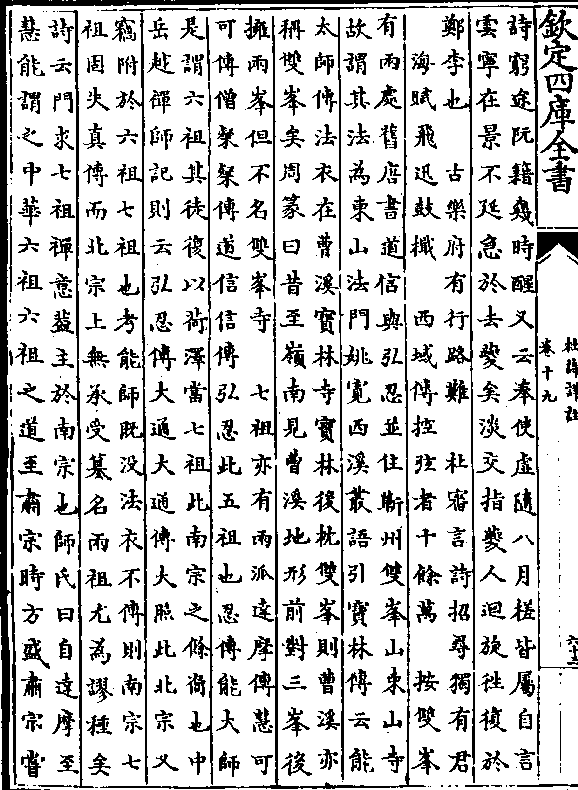 欽定四庫全書
杜詩詳註
卷十九
詩窮途阮籍幾時醒又云奉使虛隨八月槎皆屬自言
雲寧在景不廷急於去夔矣淡交指夔人迴旋徃復於
鄭李也　古樂府有行路難　杜審言詩招尋獨有君
海賦飛迅鼓檝　西域傳控弦者十餘萬　按雙峯
有兩處舊唐書道信與弘忍並住蘄州雙峯山東山寺
故謂其法為東山法門姚寛西溪叢語引寶林傳云能
太師傳法衣在曹溪寶林寺寶林後枕雙峯則曹溪亦
稱雙峯矣周篆曰昔至嶺南見曹溪地形前對三峯後
擁兩峯但不名雙峯寺　七祖亦有兩派達摩傳慧可
可傳僧粲粲傳道信信傳弘忍此五祖也忍傳能大師
是謂六祖其徒復以荷澤當七祖此南宗之條衍也中
岳越禪師記則云弘忍傳大通大通傳大照此北宗又
竊附於六祖七祖也考能師既没法衣不傳則南宗七
祖固失真傳而北宗上無承受纂名兩祖尤為謬種矣
詩云門求七祖禪意葢主於南宗也師氏曰自達摩至
慧能謂之中華六祖六祖之道至肅宗時方盛肅宗嘗